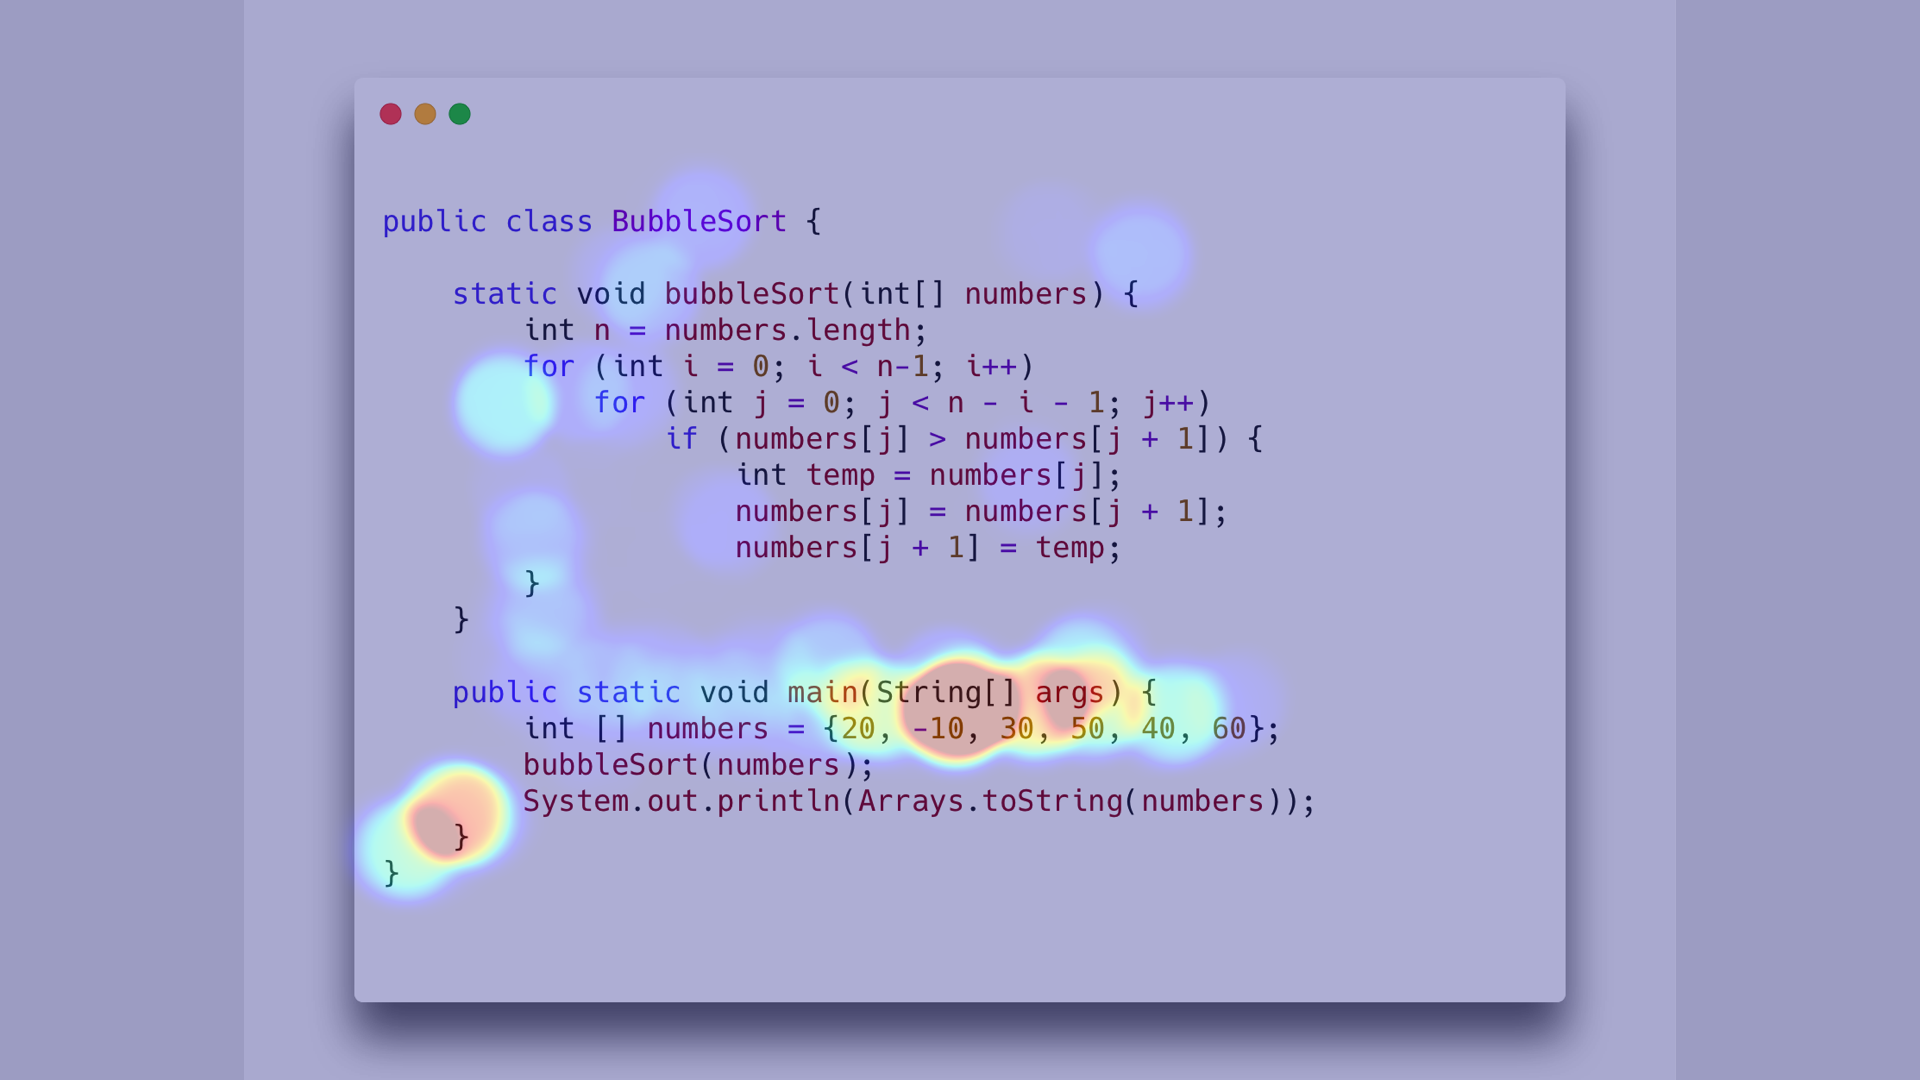 public class BubbleSort {
static void bubbleSort(int[] numbers) {
int n = numbers.length;
for (int i = 0; i < n-1; i++)
for (int j = 0; j < n - i - 1; j++)
if (numbers[j] > numbers[j + 1]) {
int temp = numbers[j];
numbers[j] = numbers[j + 1];
numbers[j + 1] = temp;
}
}
public static void main(String[] args) {
int [] numbers = {20, -10, 30, 50, 40, 60};
bubbleSort(numbers);
System.out.println(Arrays.toString(numbers));
}
}